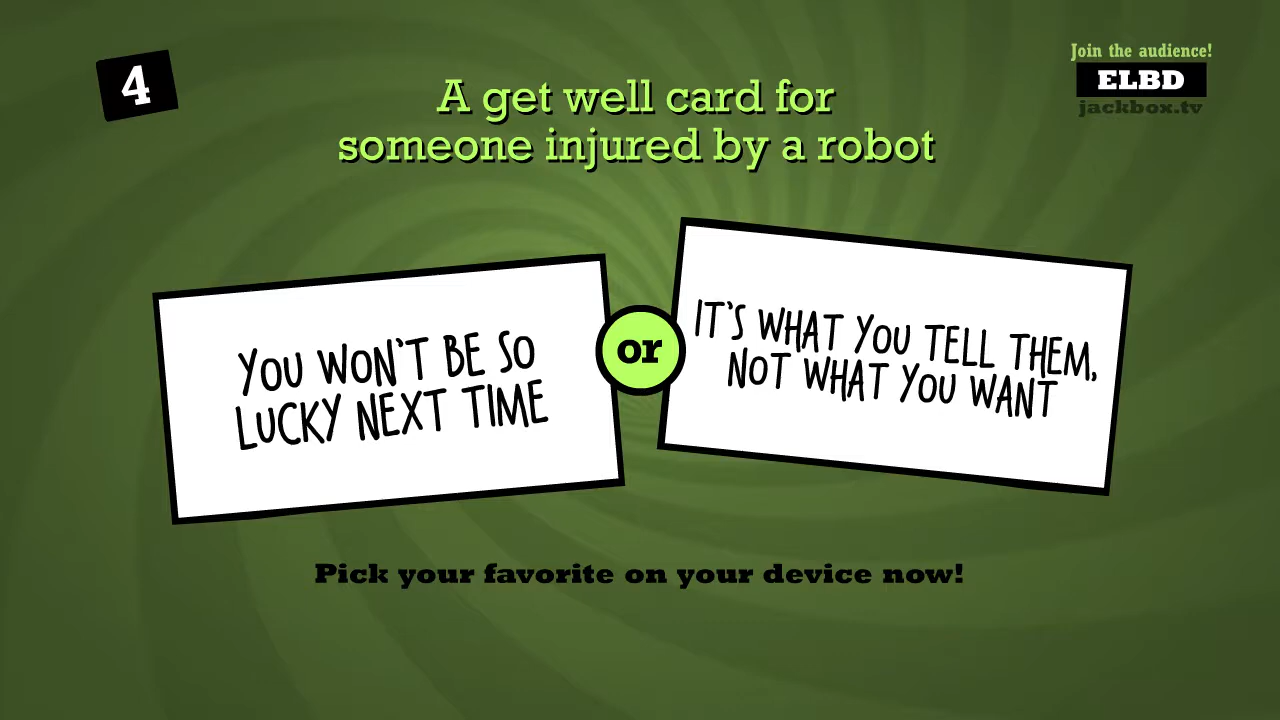 4
Join the audience!
ELBD
jackbox.tv
A get well card for
someone injured by a robot
YOU WON'T BE SO
LUCKY NEXT TIME
or
IT'S WHAT YOU TELL THEM,
NOT WHAT YOU WANT
Pick your favorite on your device now!